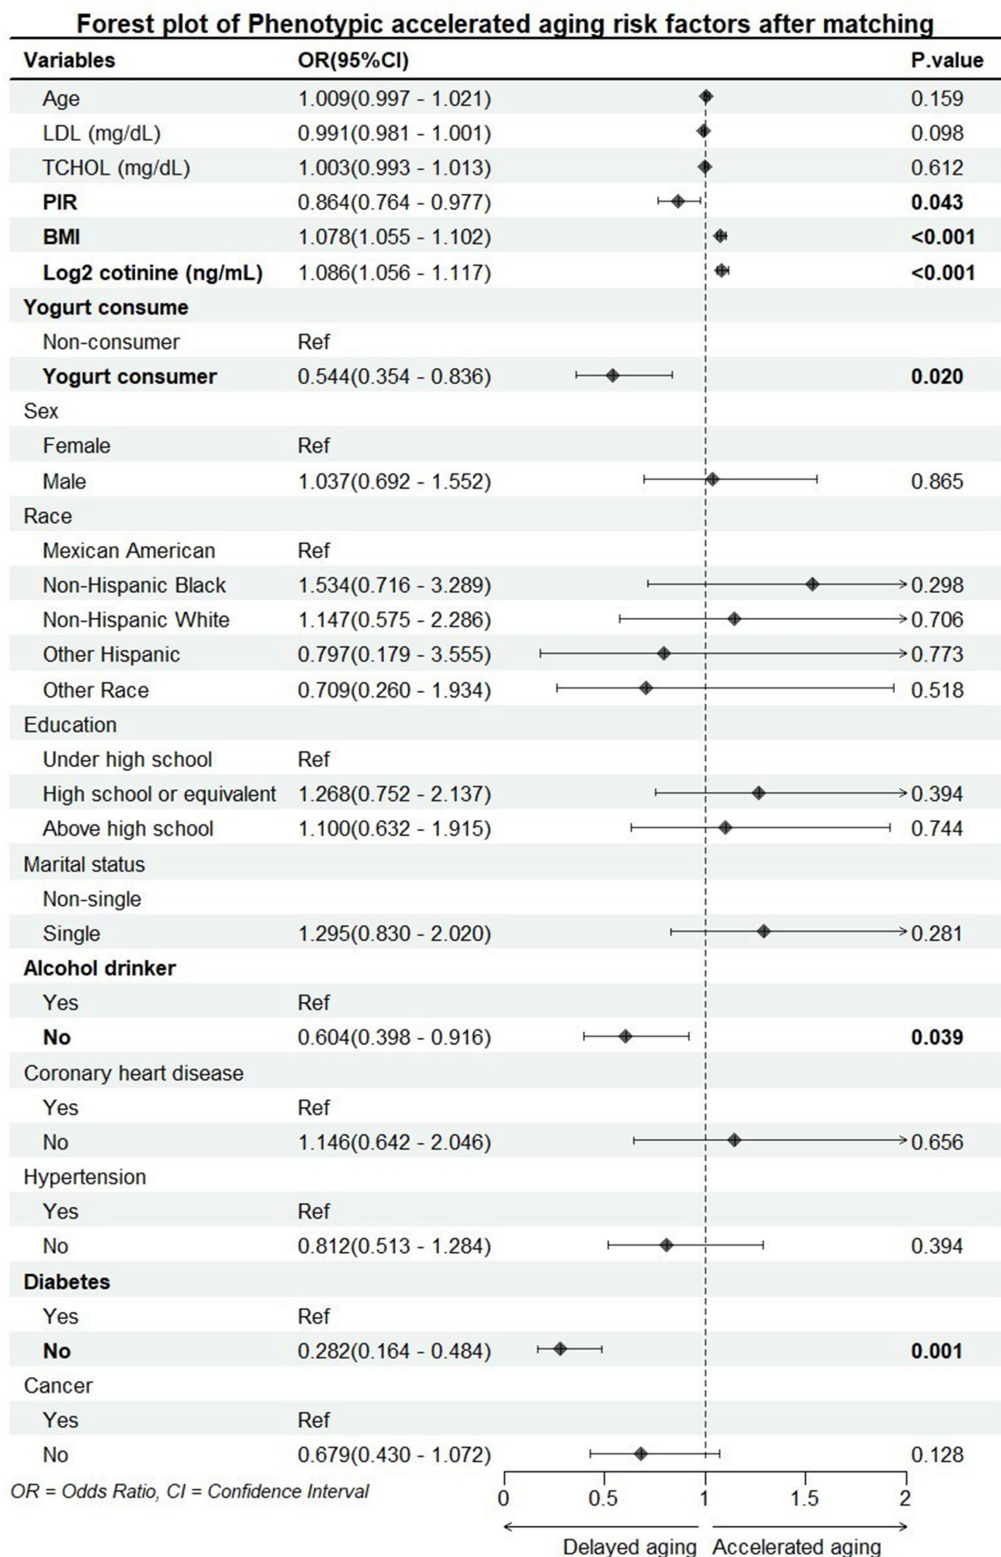 Forest plot of Phenotypic accelerated aging risk factors after matching
Variables OR(95%CI) P.value
Age 1.009(0.997 - 1.021) 0.159
LDL (mg/dL) 0.991(0.981 - 1.001) 0.098
TCHOL (mg/dL) 1.003(0.993 - 1.013) 0.612
PIR 0.864(0.764 - 0.977) 0.043
BMI 1.078(1.055 - 1.102) <0.001
Log2 cotinine (ng/mL) 1.086(1.056 - 1.117) <0.001
Yogurt consume
Non-consumer Ref
Yogurt consumer 0.544(0.354 - 0.836) 0.020
Sex
Female Ref
Male 1.037(0.692 - 1.552) 0.865
Race
Mexican American Ref
Non-Hispanic Black 1.534(0.716 - 3.289) 0.298
Non-Hispanic White 1.147(0.575 - 2.286) 0.706
Other Hispanic 0.797(0.179 - 3.555) 0.773
Other Race 0.709(0.260 - 1.934) 0.518
Education
Under high school Ref
High school or equivalent 1.268(0.752 - 2.137) 0.394
Above high school 1.100(0.632 - 1.915) 0.744
Marital status
Non-single
Single 1.295(0.830 - 2.020) 0.281
Alcohol drinker
Yes Ref
No 0.604(0.398 - 0.916) 0.039
Coronary heart disease
Yes Ref
No 1.146(0.642 - 2.046) 0.656
Hypertension
Yes Ref
No 0.812(0.513 - 1.284) 0.394
Diabetes
Yes Ref
No 0.282(0.164 - 0.484) 0.001
Cancer
Yes Ref
No 0.679(0.430 - 1.072) 0.128
OR = Odds Ratio, CI = Confidence Interval
0 0.5 1 1.5 2
Delayed aging Accelerated aging